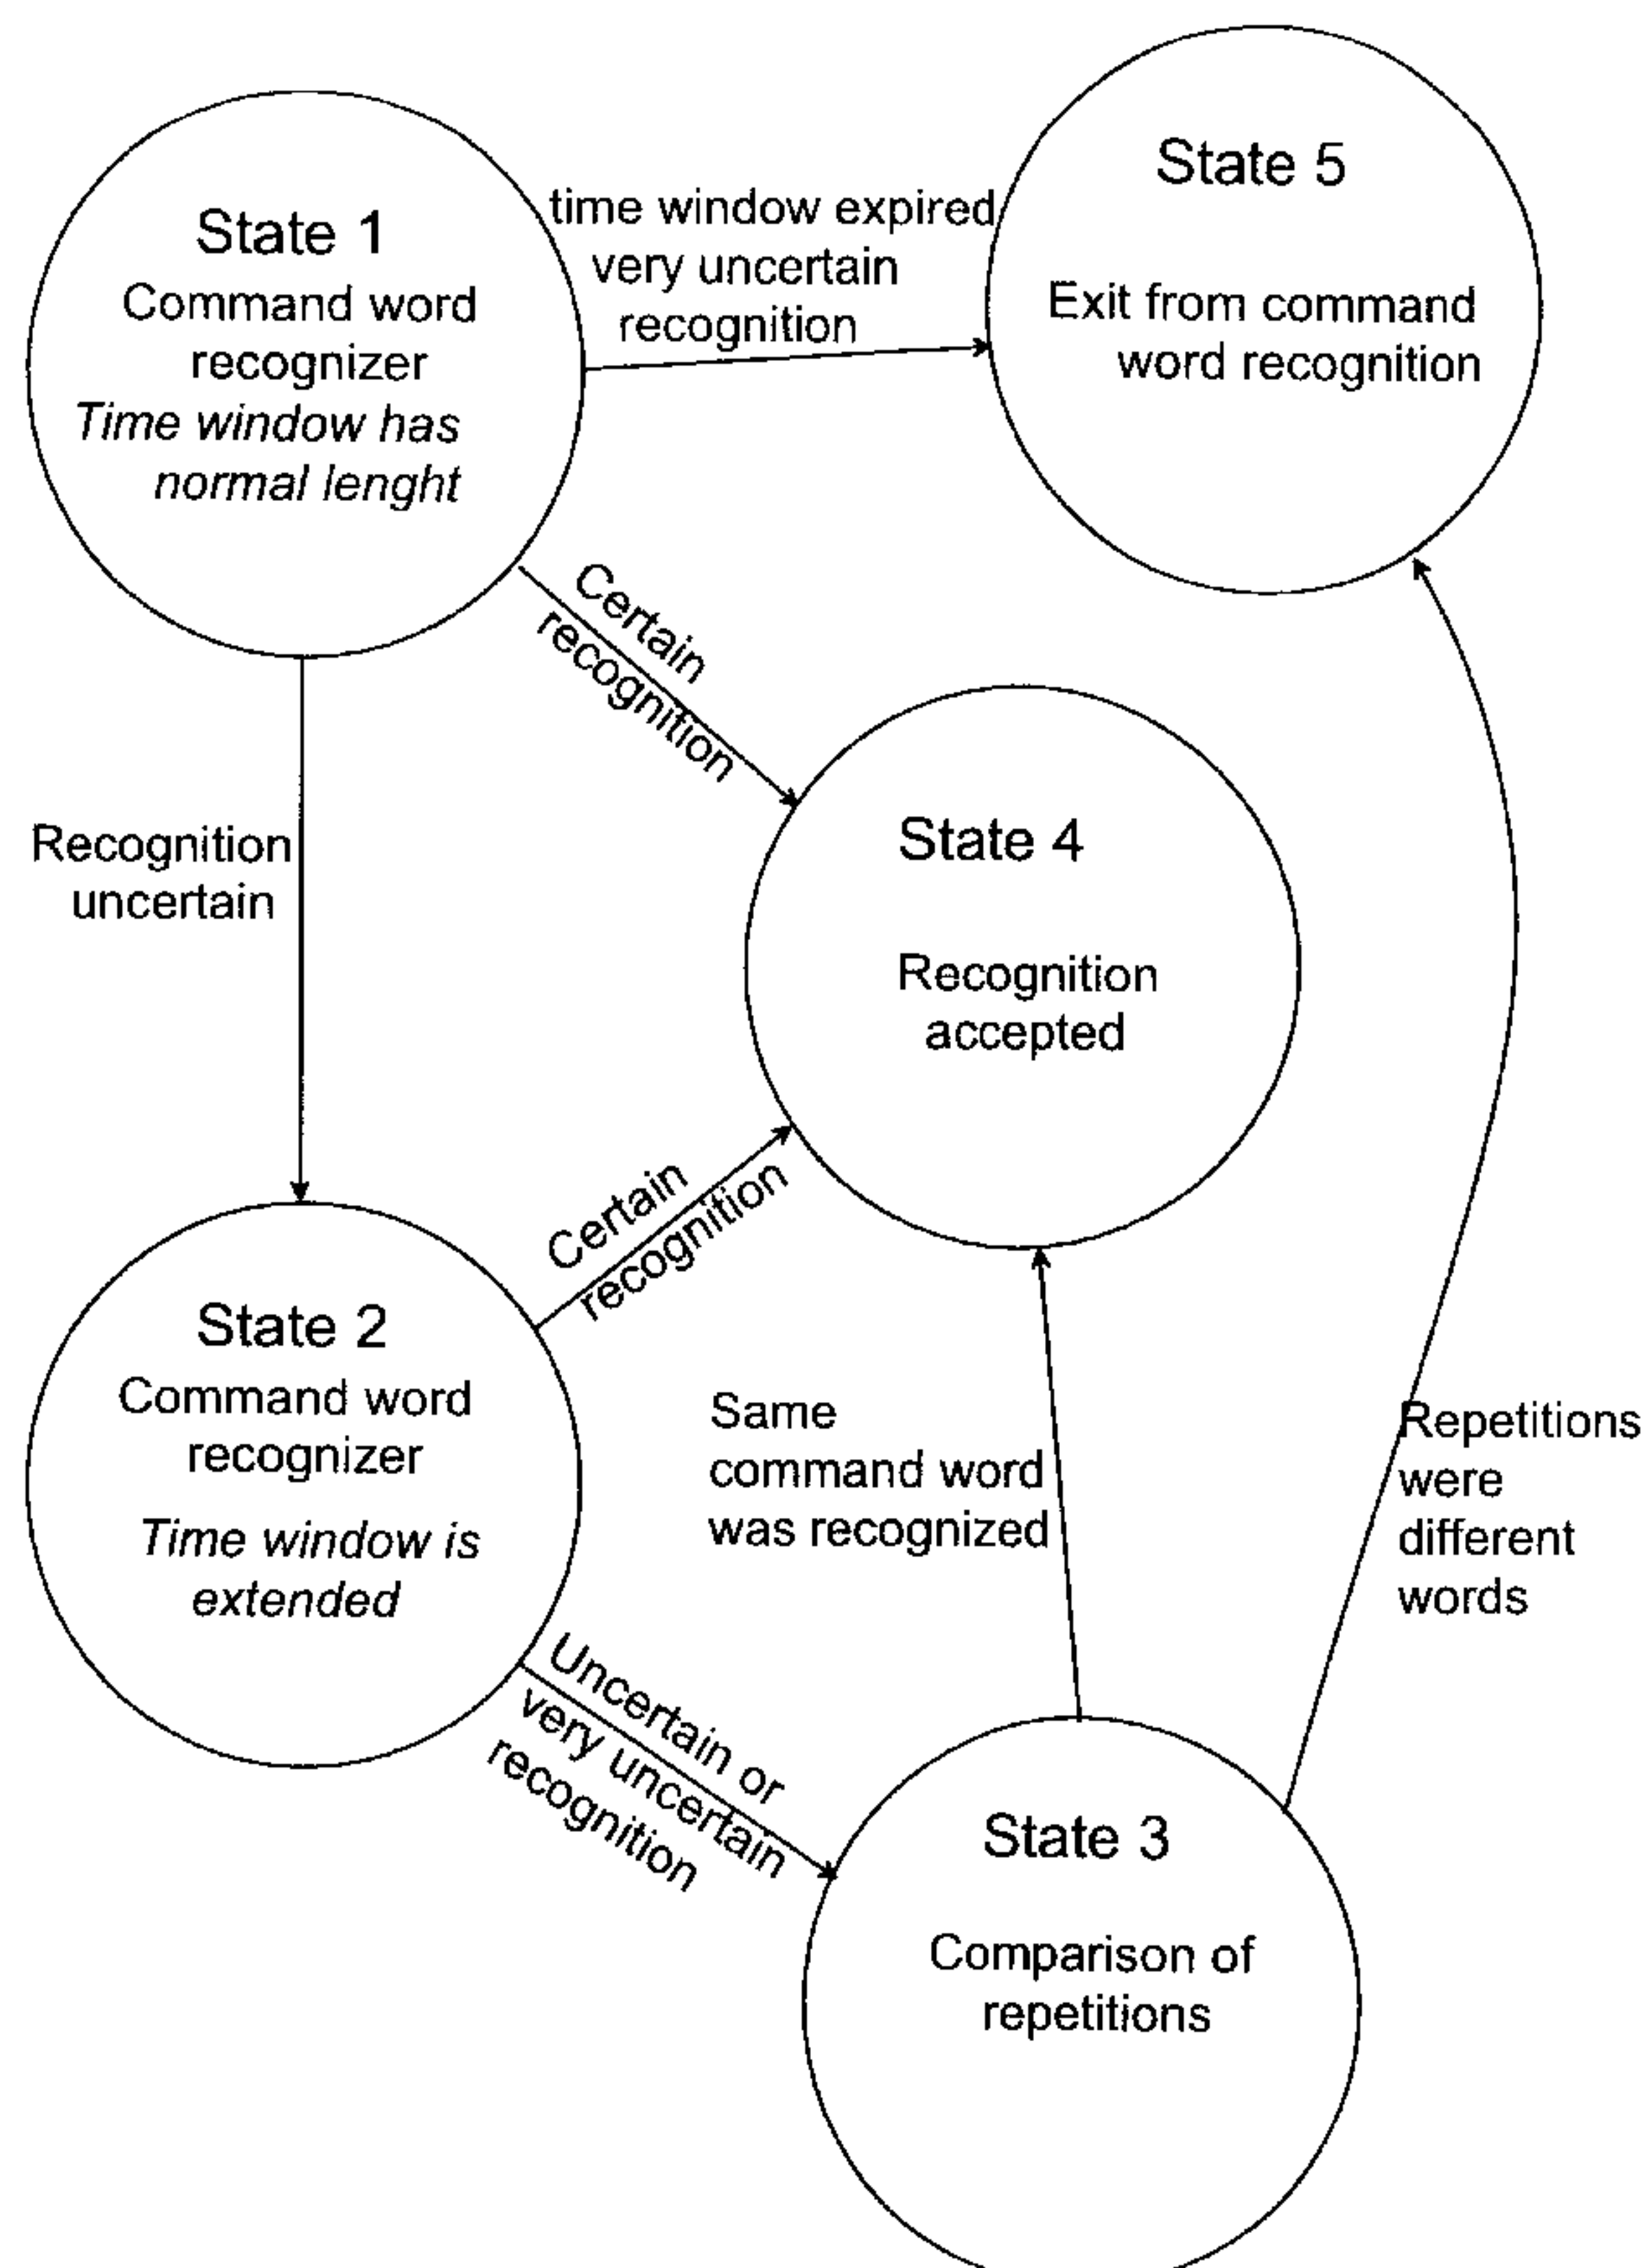 State 1
Command word
recognizer
Time window has
normal lenght
time window expired
very uncertain
recognition
State 5
Exit from command
word recognition
Certain
recognition
Recognition
uncertain
State 4
Recognition
accepted
Certain
recognition
State 2
Command word
recognizer
Time window is
extended
Same
command word
was recognized
Repetitions
were
different
words
Uncertain or
very uncertain
recognition
State 3
Comparison of
repetitions